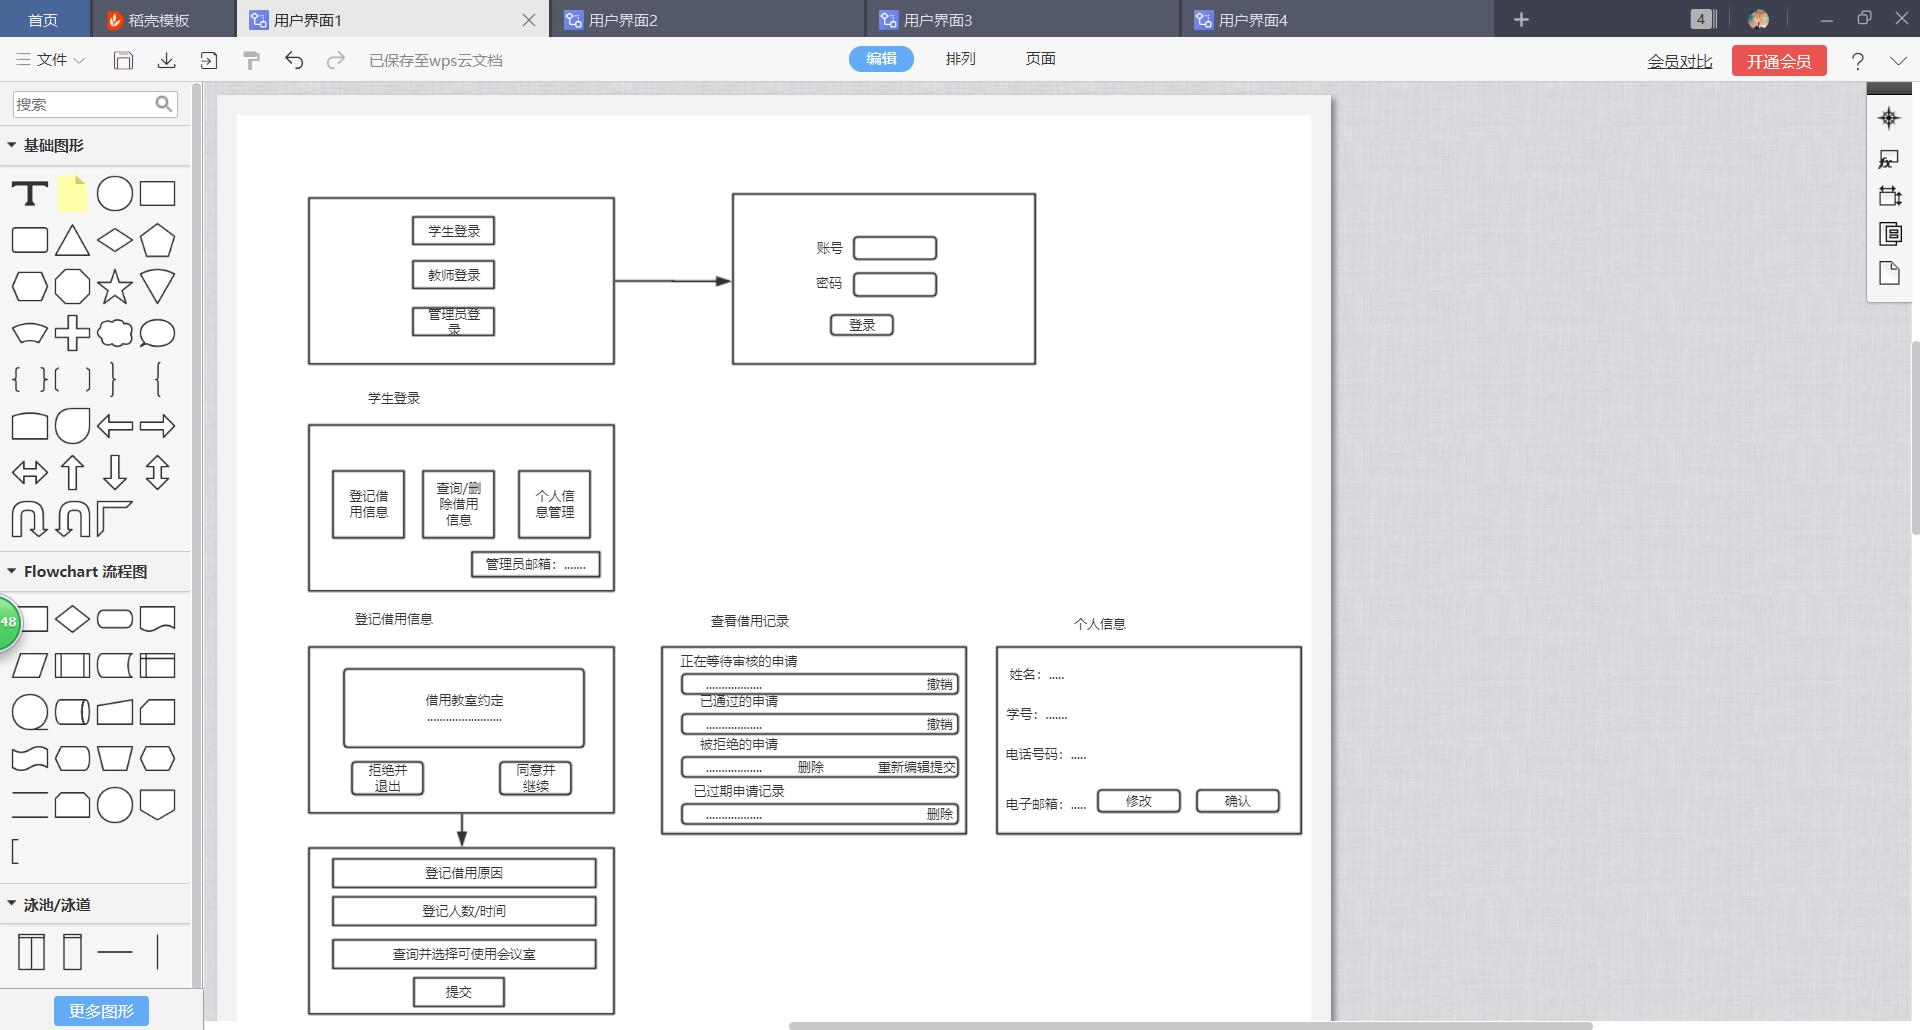 首页
稻壳模板
用户界面1
用户界面2
用户界面3
用户界面4
4
文件
已保存至wps云文档
编辑
排列
页面
会员对比
开通会员
?
搜索
基础图形
Flowchart 流程图
48
泳池/泳道
更多图形
学生登录
教师登录
管理员登
录
账号
密码
登录
学生登录
登记借
用信息
查询/删
除借用
信息
个人信
息管理
管理员邮箱：.......
登记借用信息
借用教室约定
.......................
拒绝并
退出
同意并
继续
登记借用原因
登记人数/时间
查询并选择可使用会议室
提交
查看借用记录
正在等待审核的申请
................. 撤销
已通过的申请
................. 撤销
被拒绝的申请
................. 删除 重新编辑提交
已过期申请记录
................. 删除
个人信息
姓名：.....
学号：.......
电话号码：.....
电子邮箱：.....
修改
确认